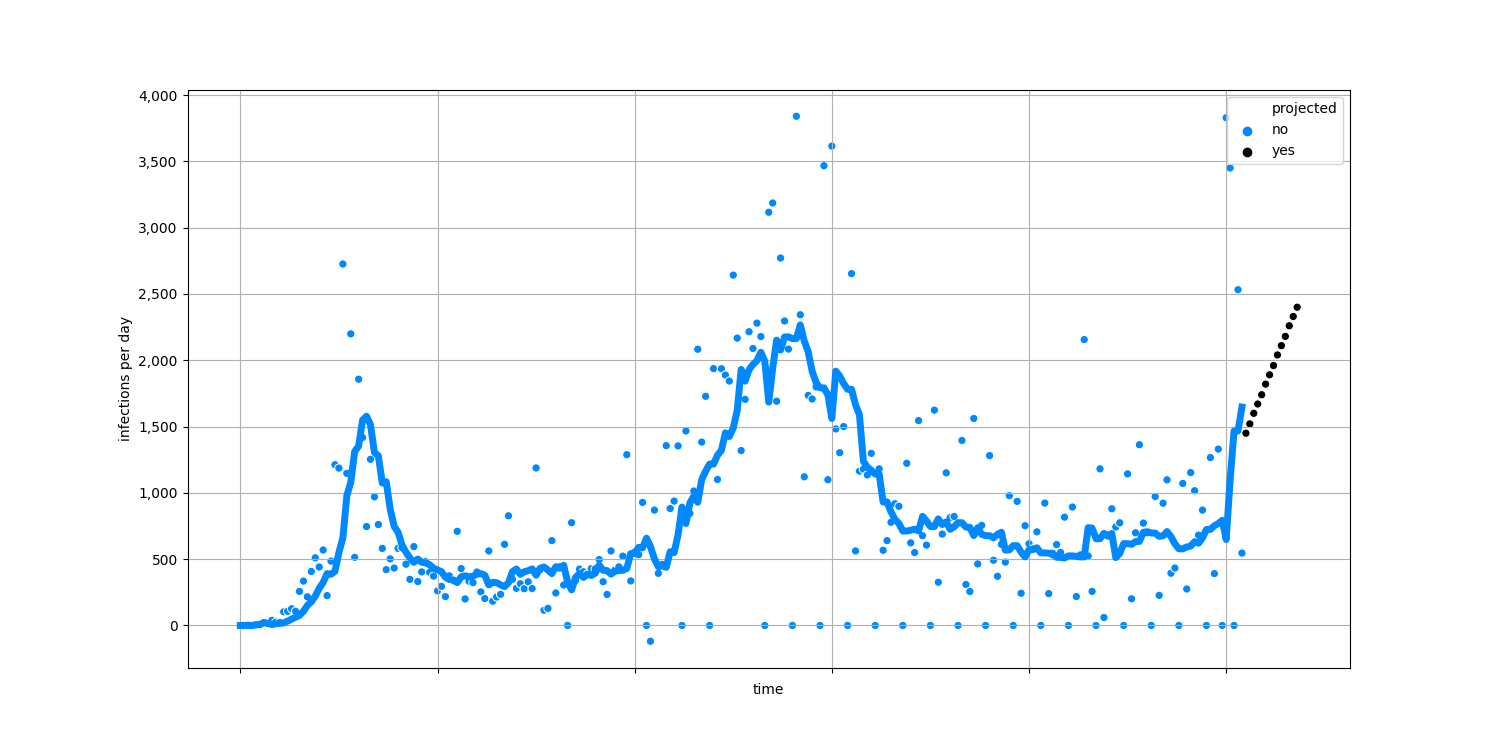 4,000
3,500
3,000
2,500
2,000
1,500
1,000
500
0
infections per day
time
projected
no
yes